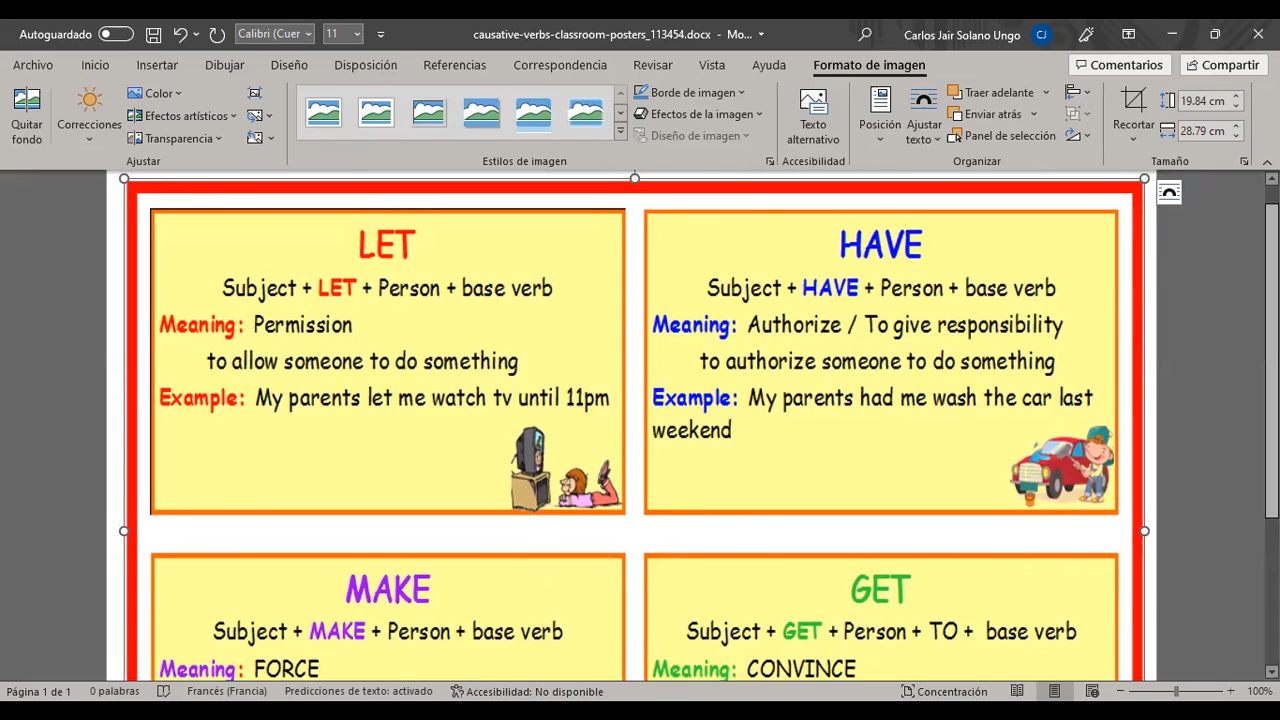 Autoguardado
Calibri (Cuer
11
causative-verbs-classroom-posters_113454.docx - Mo...
Carlos Jair Solano Ungo
CJ
Archivo
Inicio
Insertar
Dibujar
Diseño
Disposición
Referencias
Correspondencia
Revisar
Vista
Ayuda
Formato de imagen
Comentarios
Compartir
Quitar fondo
Correcciones
Color
Efectos artísticos
Transparencia
Ajustar
Borde de imagen
Efectos de la imagen
Diseño de imagen
Estilos de imagen
Texto alternativo
Accesibilidad
Posición
Ajustar texto
Traer adelante
Enviar atrás
Panel de selección
Organizar
Recortar
19.84 cm
28.79 cm
Tamaño
LET
Subject + LET + Person + base verb
Meaning: Permission
to allow someone to do something
Example: My parents let me watch tv until 11pm
HAVE
Subject + HAVE + Person + base verb
Meaning: Authorize / To give responsibility
to authorize someone to do something
Example: My parents had me wash the car last
weekend
MAKE
Subject + MAKE + Person + base verb
Meaning: FORCE
GET
Subject + GET + Person + TO + base verb
Meaning: CONVINCE
Página 1 de 1
0 palabras
Francés (Francia)
Predicciones de texto: activado
Accesibilidad: No disponible
Concentración
100%